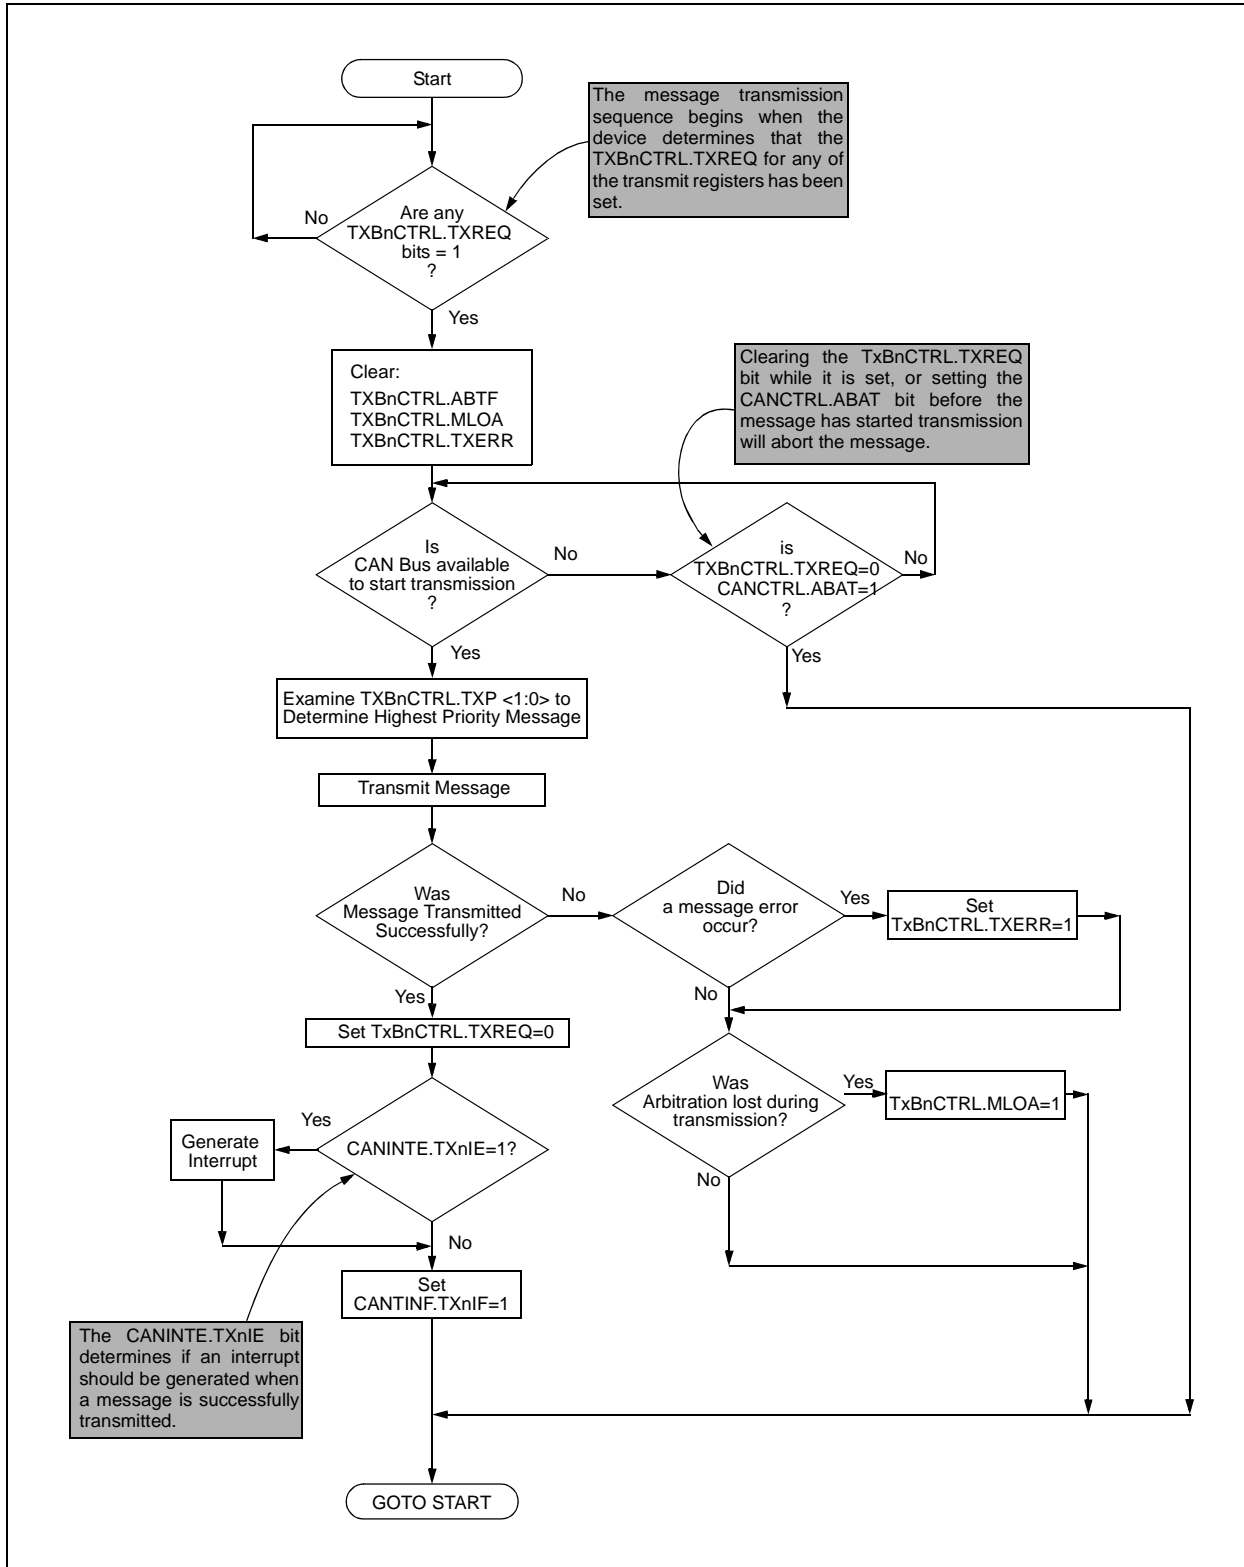 Start
The message transmission
sequence begins when the
device determines that the
TXBnCTRL.TXREQ for any of
the transmit registers has been
set.
No
Are any
TXBnCTRL.TXREQ
bits = 1
?
Yes
Clear:
TXBnCTRL.ABTF
TXBnCTRL.MLOA
TXBnCTRL.TXERR
Clearing the TxBnCTRL.TXREQ
bit while it is set, or setting the
CANCTRL.ABAT bit before the
message has started transmission
will abort the message.
Is
CAN Bus available
to start transmission
?
No
is
TXBnCTRL.TXREQ=0
CANCTRL.ABAT=1
?
No
Yes
Yes
Examine TXBnCTRL.TXP <1:0> to
Determine Highest Priority Message
Transmit Message
Was
Message Transmitted
Successfully?
No
Did
a message error
occur?
Yes
Set
TxBnCTRL.TXERR=1
Yes
No
Set TxBnCTRL.TXREQ=0
Was
Arbitration lost during
transmission?
Yes
TxBnCTRL.MLOA=1
Yes
Generate
Interrupt
CANINTE.TXnIE=1?
No
No
Set
CANTINF.TXnIF=1
The CANINTE.TXnIE bit
determines if an interrupt
should be generated when
a message is successfully
transmitted.
GOTO START